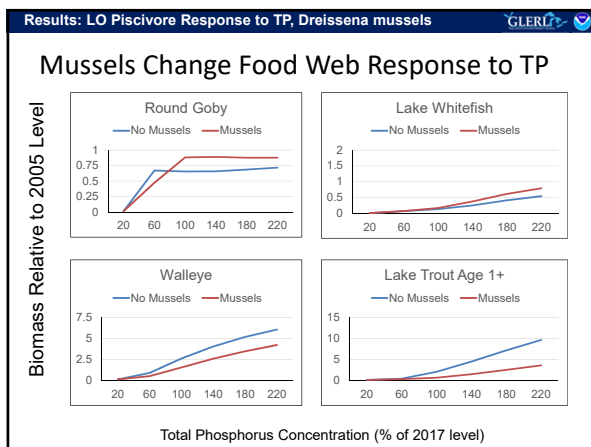 Results: LO Piscivore Response to TP, Dreissena mussels
GLERL
Mussels Change Food Web Response to TP
Biomass Relative to 2005 Level
Round Goby
No Mussels Mussels
1
0.75
0.5
0.25
0
20 60 100 140 180 220
Lake Whitefish
No Mussels Mussels
2
1.5
1
0.5
0
20 60 100 140 180 220
Walleye
No Mussels Mussels
7.5
5
2.5
0
20 60 100 140 180 220
Lake Trout Age 1+
No Mussels Mussels
15
10
5
0
20 60 100 140 180 220
Total Phosphorus Concentration (% of 2017 level)